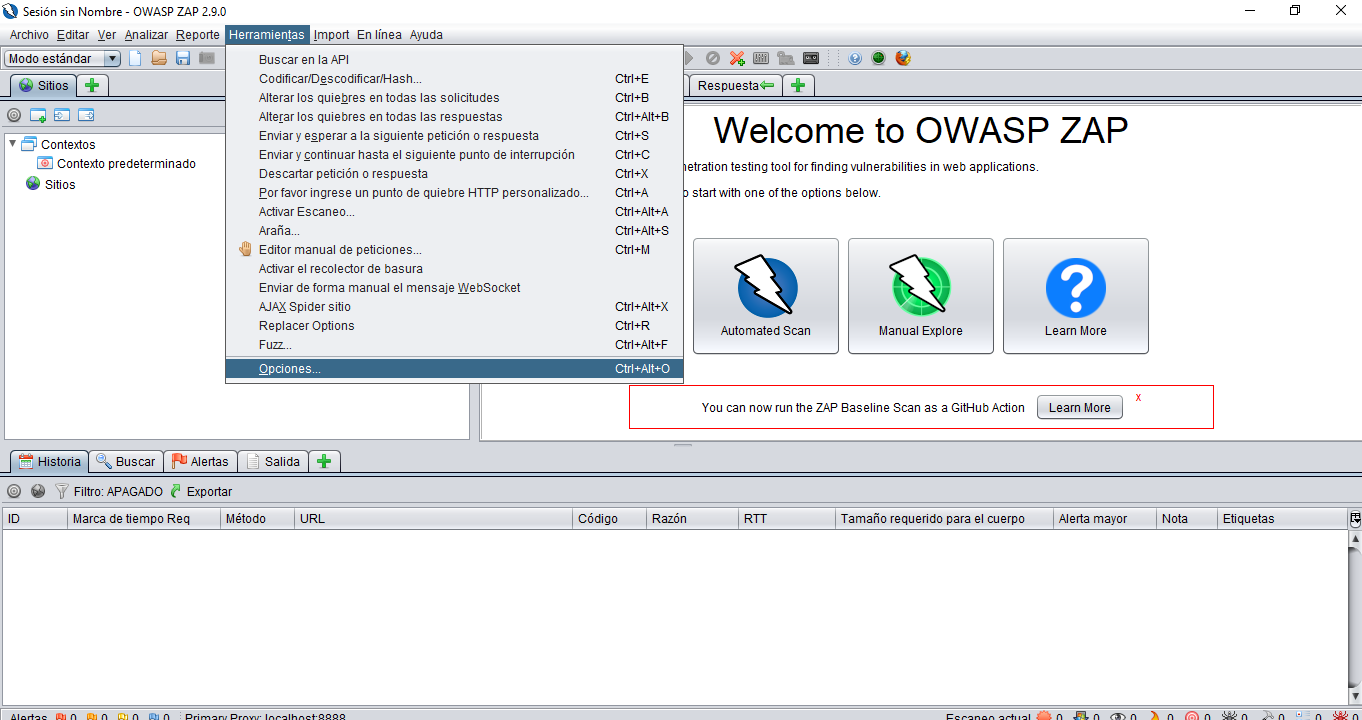 Sesión sin Nombre - OWASP ZAP 2.9.0
Archivo Editar Ver Analizar Reporte Herramientas Import En línea Ayuda
Modo estándar
Sitios
Contextos
Contexto predeterminado
Sitios
Buscar en la API
Codificar/Descodificar/Hash... Ctrl+E
Alterar los quiebres en todas las solicitudes Ctrl+B
Alterar los quiebres en todas las respuestas Ctrl+Alt+B
Enviar y esperar a la siguiente petición o respuesta Ctrl+S
Enviar y continuar hasta el siguiente punto de interrupción Ctrl+C
Descartar petición o respuesta Ctrl+X
Por favor ingrese un punto de quiebre HTTP personalizado... Ctrl+A
Activar Escaneo... Ctrl+Alt+A
Araña... Ctrl+Alt+S
Editor manual de peticiones... Ctrl+M
Activar el recolector de basura
Enviar de forma manual el mensaje WebSocket
AJAX Spider sitio Ctrl+Alt+X
Replacer Options Ctrl+R
Fuzz... Ctrl+Alt+F
Opciones... Ctrl+Alt+O
Respuesta
Welcome to OWASP ZAP
netration testing tool for finding vulnerabilities in web applications.
o start with one of the options below.
Automated Scan
Manual Explore
Learn More
You can now run the ZAP Baseline Scan as a GitHub Action Learn More X
Historia Buscar Alertas Salida
Filtro: APAGADO Exportar
ID Marca de tiempo Req Método URL Código Razón RTT Tamaño requerido para el cuerpo Alerta mayor Nota Etiquetas
Alertas 0 0 0 0 Primary Proxy: localhost:8888 Escaneo actual 0 0 0 0 0 0 0 0 0